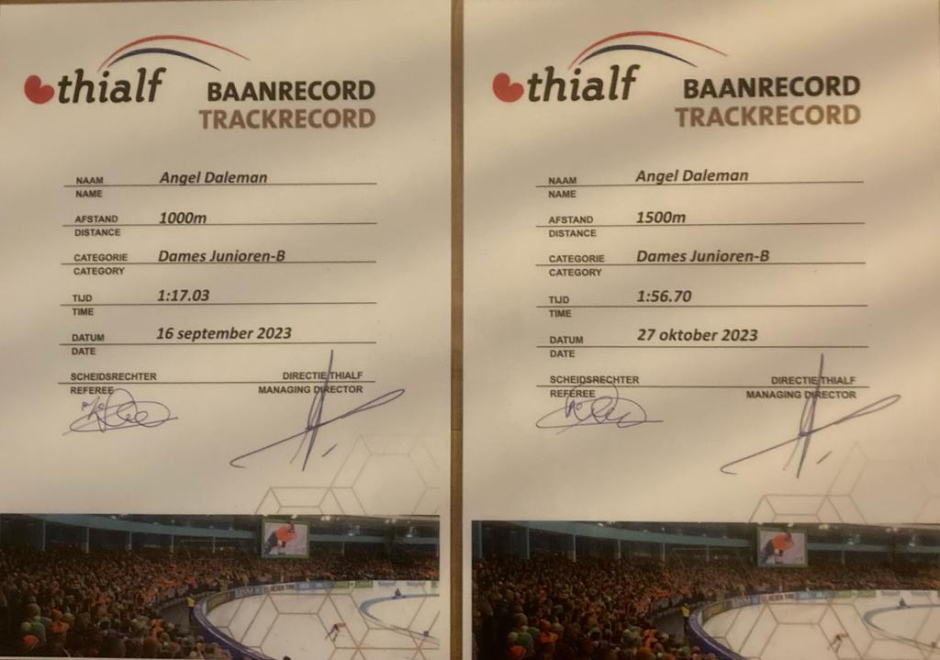 thialf
BAANRECORD
TRACKRECORD
NAAM Angel Daleman
NAME
AFSTAND 1000m
DISTANCE
CATEGORIE Dames Junioren-B
CATEGORY
TIJD 1:17.03
TIME
DATUM 16 september 2023
DATE
SCHEIDSRECHTER DIRECTIE THIALF
REFEREE MANAGING DIRECTOR
thialf
BAANRECORD
TRACKRECORD
NAAM Angel Daleman
NAME
AFSTAND 1500m
DISTANCE
CATEGORIE Dames Junioren-B
CATEGORY
TIJD 1:56.70
TIME
DATUM 27 oktober 2023
DATE
SCHEIDSRECHTER DIRECTIE THIALF
REFEREE MANAGING DIRECTOR